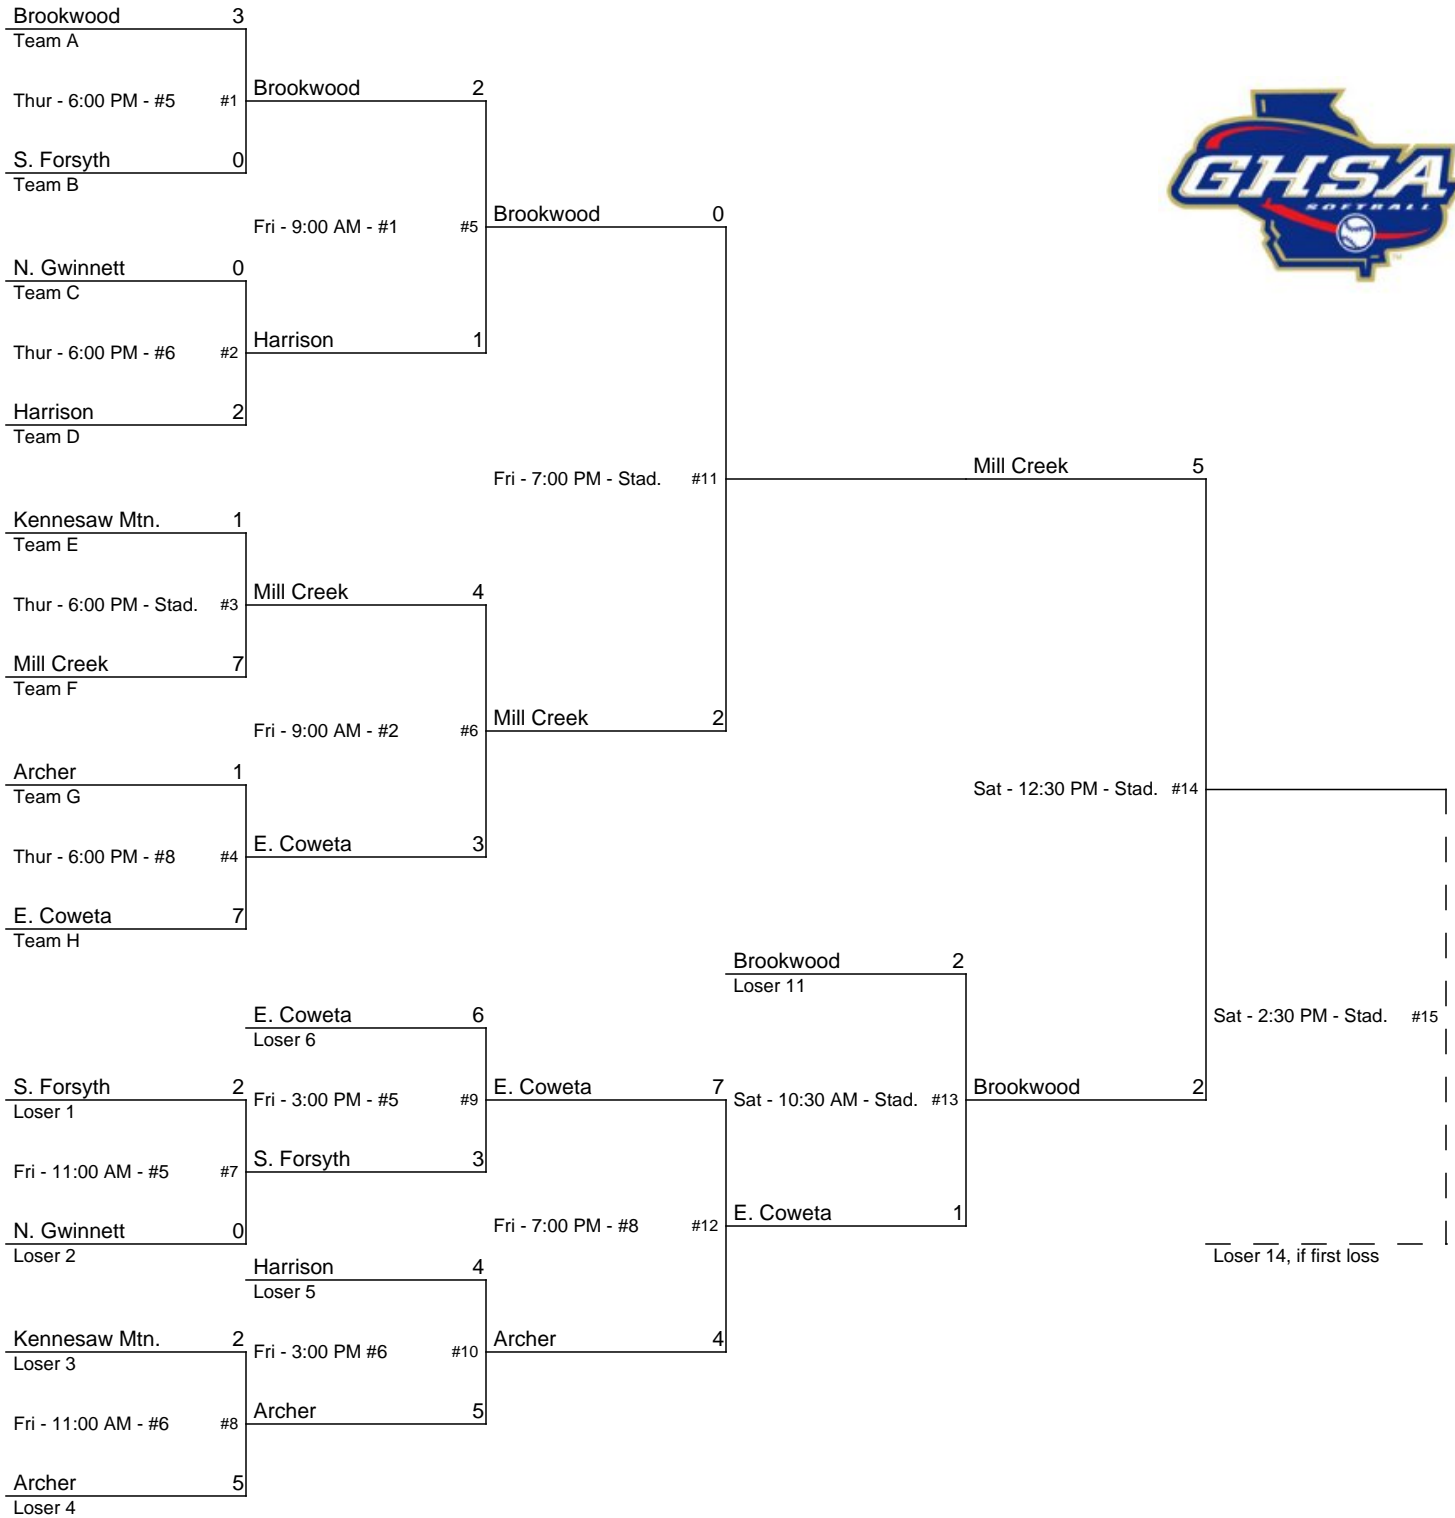 Brookwood 3
Team A
Thur - 6:00 PM - #5 #1
S. Forsyth 0
Team B
Brookwood 2
Fri - 9:00 AM - #1 #5
N. Gwinnett 0
Team C
Thur - 6:00 PM - #6 #2
Harrison 2
Team D
Harrison 1
Brookwood 0
Fri - 7:00 PM - Stad. #11
Kennesaw Mtn. 1
Team E
Thur - 6:00 PM - Stad. #3
Mill Creek 7
Team F
Mill Creek 4
Fri - 9:00 AM - #2 #6
Archer 1
Team G
Thur - 6:00 PM - #8 #4
E. Coweta 7
Team H
E. Coweta 3
Mill Creek 2
GHSA
SOFTBALL
TM
Mill Creek 5
Sat - 12:30 PM - Stad. #14
E. Coweta 6
Loser 6
S. Forsyth 2
Loser 1
Fri - 11:00 AM - #5 #7
N. Gwinnett 0
Loser 2
Fri - 3:00 PM - #5 #9
S. Forsyth 3
E. Coweta 7
Fri - 7:00 PM - #8 #12
Harrison 4
Loser 5
Kennesaw Mtn. 2
Loser 3
Fri - 11:00 AM - #6 #8
Archer 5
Loser 4
Fri - 3:00 PM #6 #10
Archer 5
Archer 4
Brookwood 2
Loser 11
Sat - 10:30 AM - Stad. #13
E. Coweta 1
Brookwood 2
Sat - 2:30 PM - Stad. #15
Loser 14, if first loss